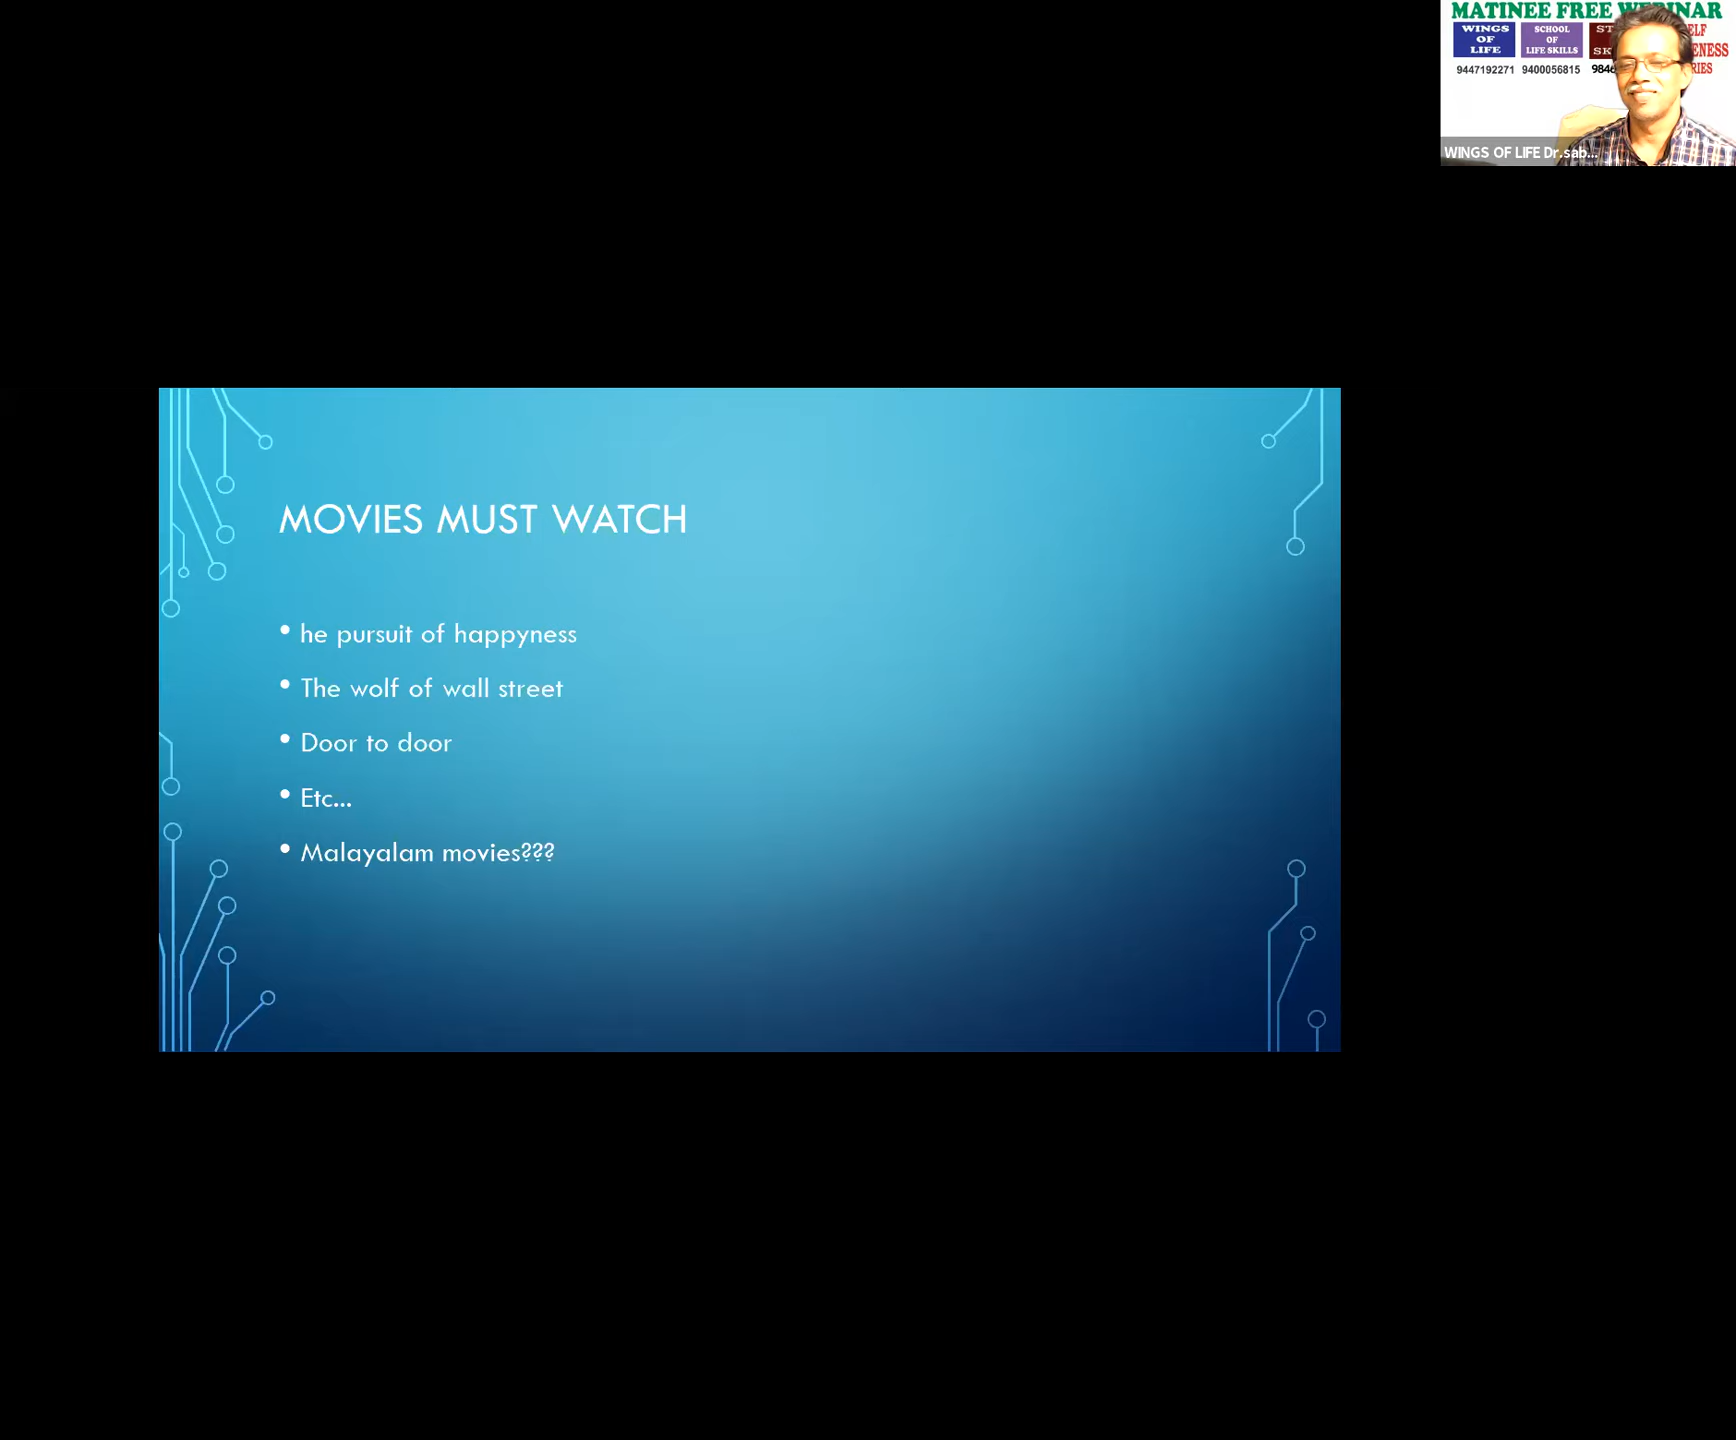 MATINEE FREE WEBINAR
WINGS OF LIFE
SCHOOL OF LIFE SKILLS
9447192271 9400056815
WINGS OF LIFE Dr.sab...
MOVIES MUST WATCH
• he pursuit of happyness
• The wolf of wall street
• Door to door
• Etc...
• Malayalam movies???